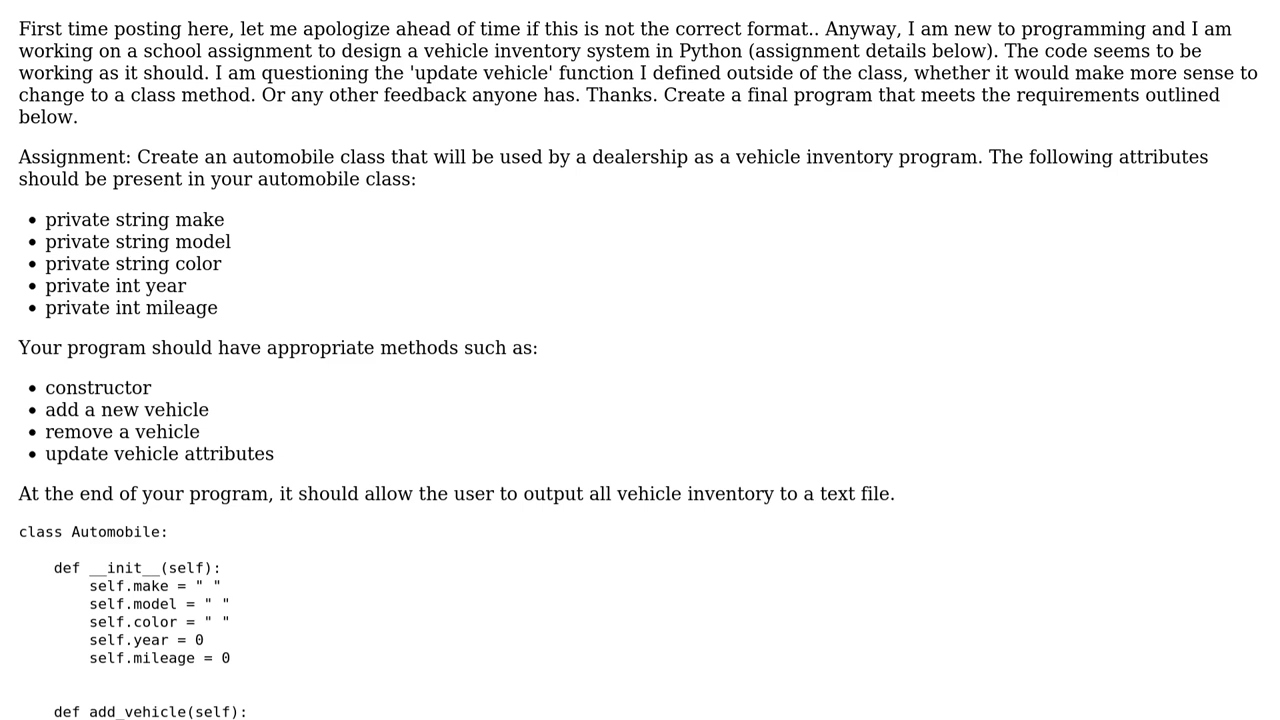 First time posting here, let me apologize ahead of time if this is not the correct format.. Anyway, I am new to programming and I am
working on a school assignment to design a vehicle inventory system in Python (assignment details below). The code seems to be
working as it should. I am questioning the 'update vehicle' function I defined outside of the class, whether it would make more sense to
change to a class method. Or any other feedback anyone has. Thanks. Create a final program that meets the requirements outlined
below.
Assignment: Create an automobile class that will be used by a dealership as a vehicle inventory program. The following attributes
should be present in your automobile class:
• private string make
• private string model
• private string color
• private int year
• private int mileage
Your program should have appropriate methods such as:
• constructor
• add a new vehicle
• remove a vehicle
• update vehicle attributes
At the end of your program, it should allow the user to output all vehicle inventory to a text file.
class Automobile:
    def __init__(self):
        self.make = " "
        self.model = " "
        self.color = " "
        self.year = 0
        self.mileage = 0
    def add_vehicle(self):